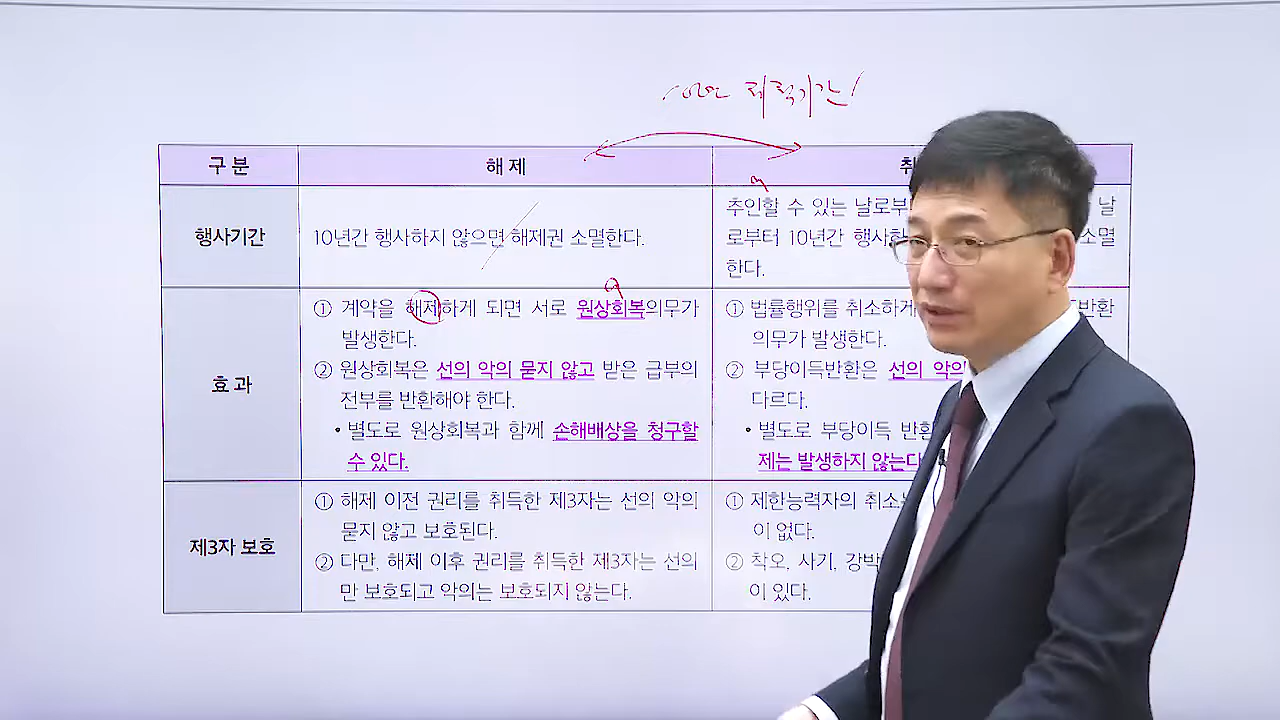 10년 제척기간
구 분
해 제
취
행사기간
10년간 행사하지 않으면 해제권 소멸한다.
추인할 수 있는 날로부
날
로부터 10년간 행사
소멸
한다.
효 과
① 계약을 해제하게 되면 서로 원상회복의무가
발생한다.
② 원상회복은 선의 악의 묻지 않고 받은 급부의
전부를 반환해야 한다.
• 별도로 원상회복과 함께 손해배상을 청구할
수 있다.
① 법률행위를 취소하게
반환
의무가 발생한다.
② 부당이득반환은 선의 악의
다르다.
• 별도로 부당이득 반환
제는 발생하지 않는다
제3자 보호
① 해제 이전 권리를 취득한 제3자는 선의 악의
묻지 않고 보호된다.
② 다만, 해제 이후 권리를 취득한 제3자는 선의
만 보호되고 악의는 보호되지 않는다.
① 제한능력자의 취소는
이 없다.
② 착오, 사기, 강박
이 있다.